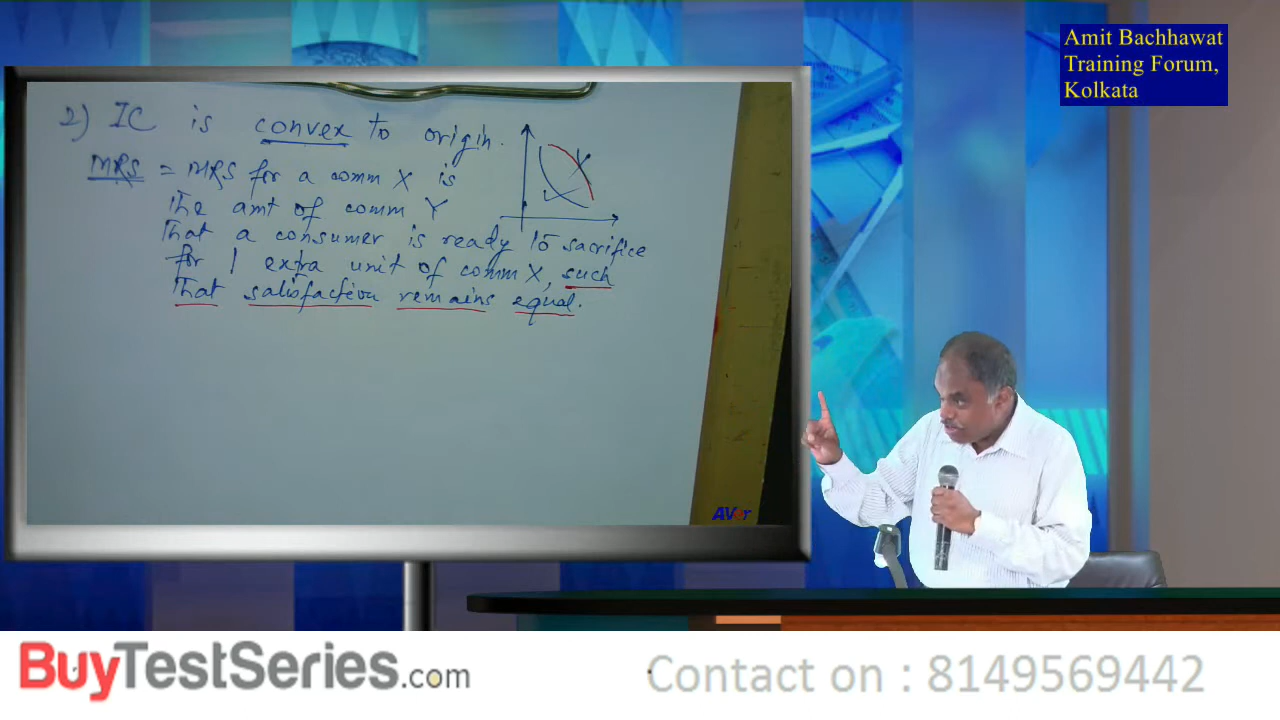 Amit Bachhawat
Training Forum,
Kolkata
2) IC is convex to origin.
MRS = MRS for a comm X is
The amt of comm Y
That a consumer is ready to sacrifice
for 1 extra unit of comm X, such
That satisfaction remains equal.
AVer
BuyTestSeries.com
Contact on : 8149569442